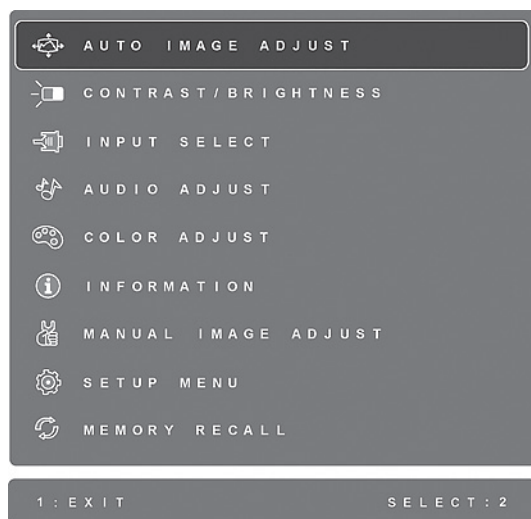 AUTO IMAGE ADJUST
CONTRAST/BRIGHTNESS
INPUT SELECT
AUDIO ADJUST
COLOR ADJUST
INFORMATION
MANUAL IMAGE ADJUST
SETUP MENU
MEMORY RECALL
1:EXIT SELECT:2